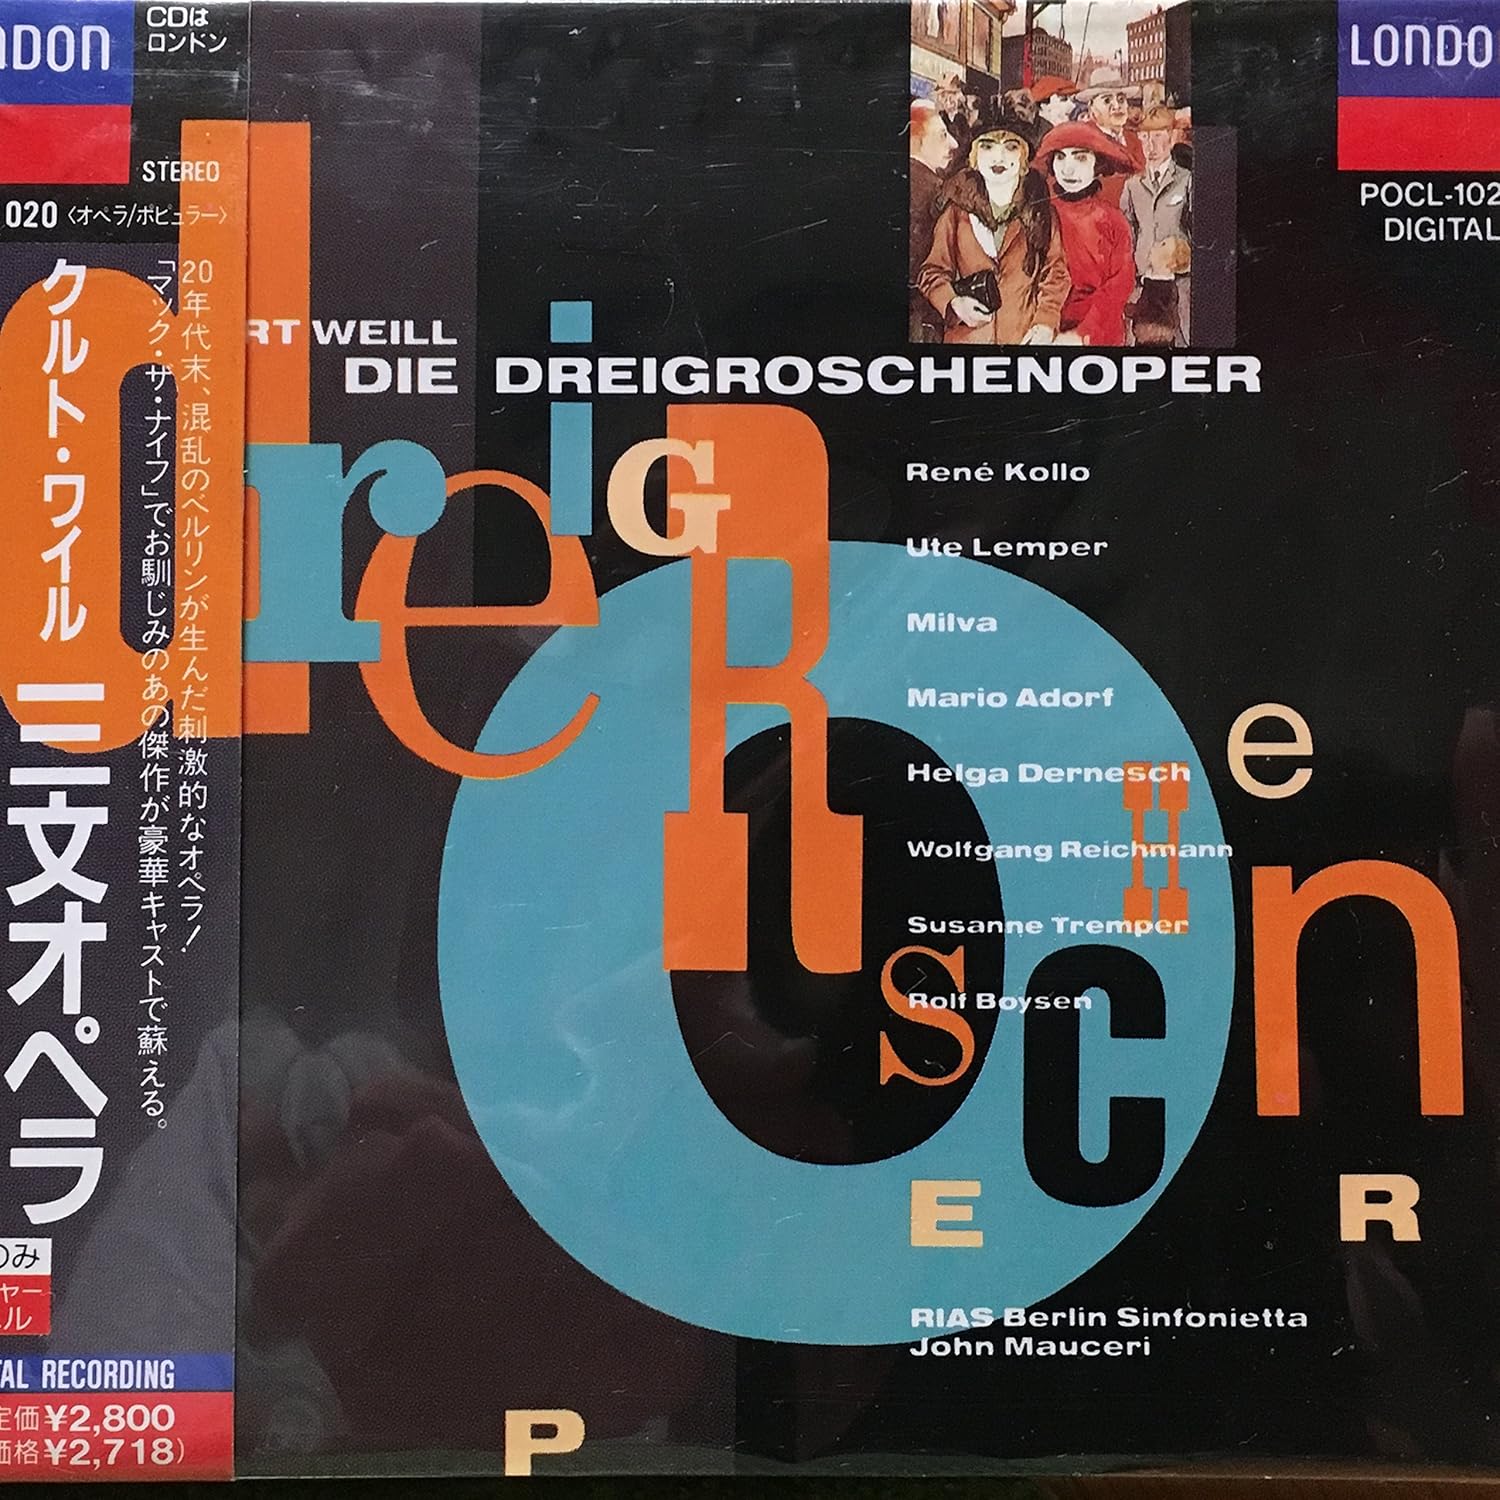 CDは
ロンドン
STEREO
020〈オペラ/ポピュラー〉
20年代末、混乱のベルリンが生んだ刺激的なオペラ！
「マック・ザ・ナイフ」でお馴じみのあの傑作が豪華キャストで蘇える。
クルト・ワイル 三文オペラ
のみ
AL RECORDING
定価¥2,800
価格¥2,718)
LONDO
POCL-102
DIGITAL
RT WEILL
DIE DREIGROSCHENOPER
dreiGROSCHen
OPER
René Kollo
Ute Lemper
Milva
Mario Adorf
Helga Dernesch
Wolfgang Reichmann
Susanne Tremper
Rolf Boysen
RIAS Berlin Sinfonietta
John Mauceri